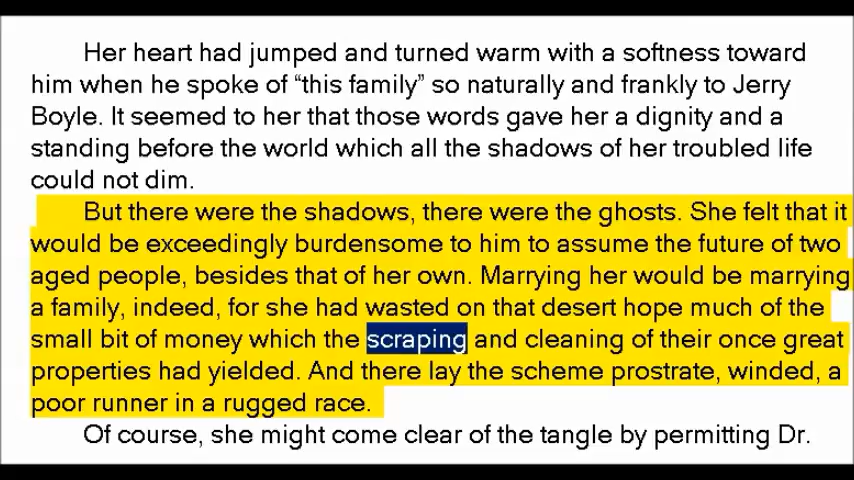 Her heart had jumped and turned warm with a softness toward
him when he spoke of “this family” so naturally and frankly to Jerry
Boyle. It seemed to her that those words gave her a dignity and a
standing before the world which all the shadows of her troubled life
could not dim.
But there were the shadows, there were the ghosts. She felt that it
would be exceedingly burdensome to him to assume the future of two
aged people, besides that of her own. Marrying her would be marrying
a family, indeed, for she had wasted on that desert hope much of the
small bit of money which the scraping and cleaning of their once great
properties had yielded. And there lay the scheme prostrate, winded, a
poor runner in a rugged race.
Of course, she might come clear of the tangle by permitting Dr.